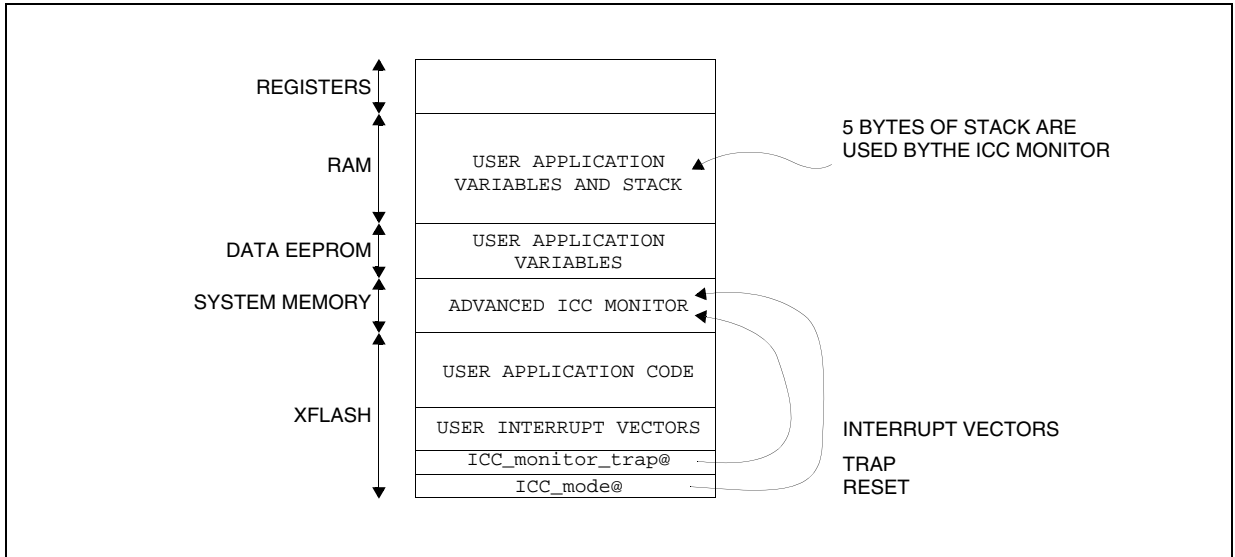 REGISTERS
RAM
DATA EEPROM
SYSTEM MEMORY
XFLASH
USER APPLICATION
VARIABLES AND STACK
USER APPLICATION
VARIABLES
ADVANCED ICC MONITOR
USER APPLICATION CODE
USER INTERRUPT VECTORS
ICC_monitor_trap@
ICC_mode@
5 BYTES OF STACK ARE
USED BYTHE ICC MONITOR
INTERRUPT VECTORS
TRAP
RESET